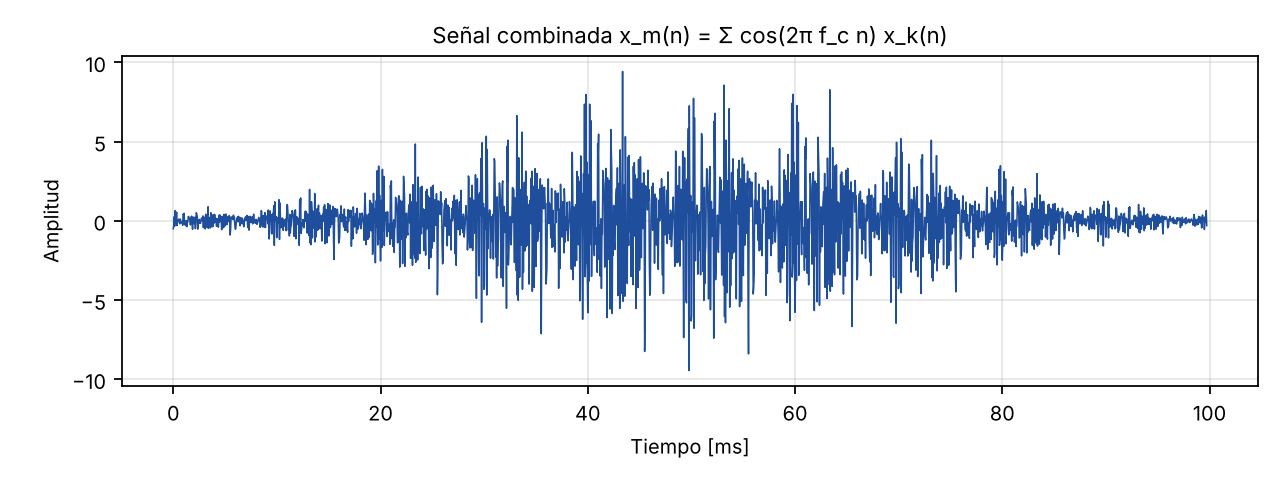 Señal combinada x_m(n) = Σ cos(2π f_c n) x_k(n)
10
5
0
−5
−10
Amplitud
0 20 40 60 80 100
Tiempo [ms]